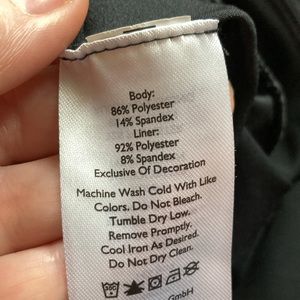 Body:
86% Polyester
14% Spandex
Liner:
92% Polyester
8% Spandex
Exclusive Of Decoration
Machine Wash Cold With Like
Colors. Do Not Bleach.
Tumble Dry Low.
Remove Promptly.
Cool Iron As Desired.
Do Not Dry Clean.
GmbH